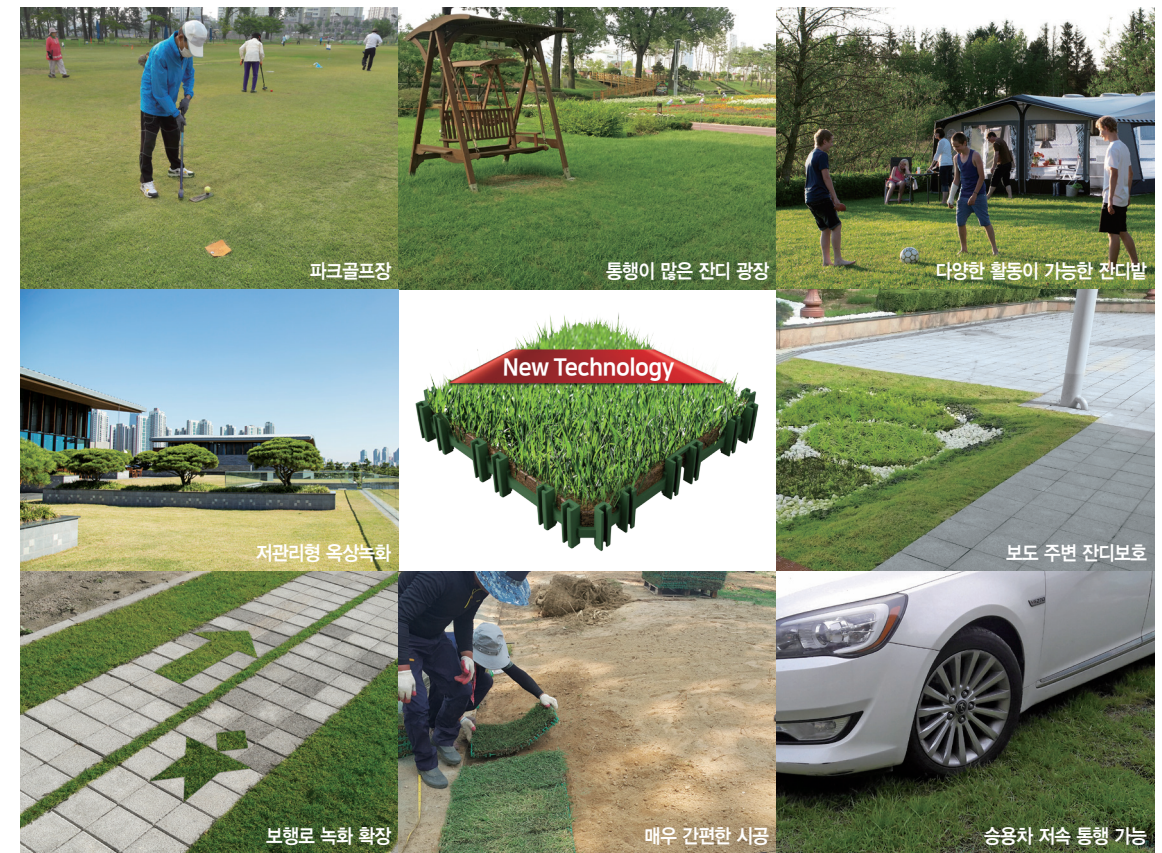 파크골프장
통행이 많은 잔디 광장
다양한 활동이 가능한 잔디밭
저관리형 옥상녹화
New Technology
보도 주변 잔디보호
보행로 녹화 확장
매우 간편한 시공
승용차 저속 통행 가능